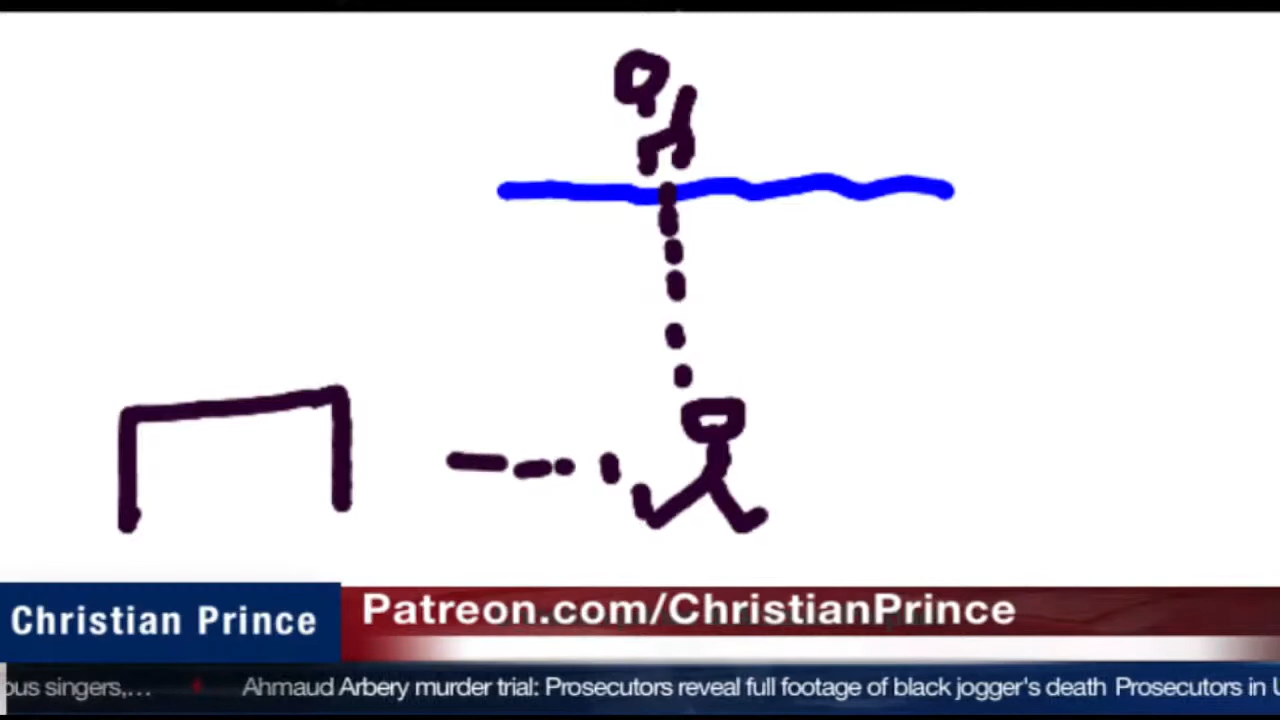 Christian Prince
Patreon.com/ChristianPrince
ous singers,... Ahmaud Arbery murder trial: Prosecutors reveal full footage of black jogger's death Prosecutors in U